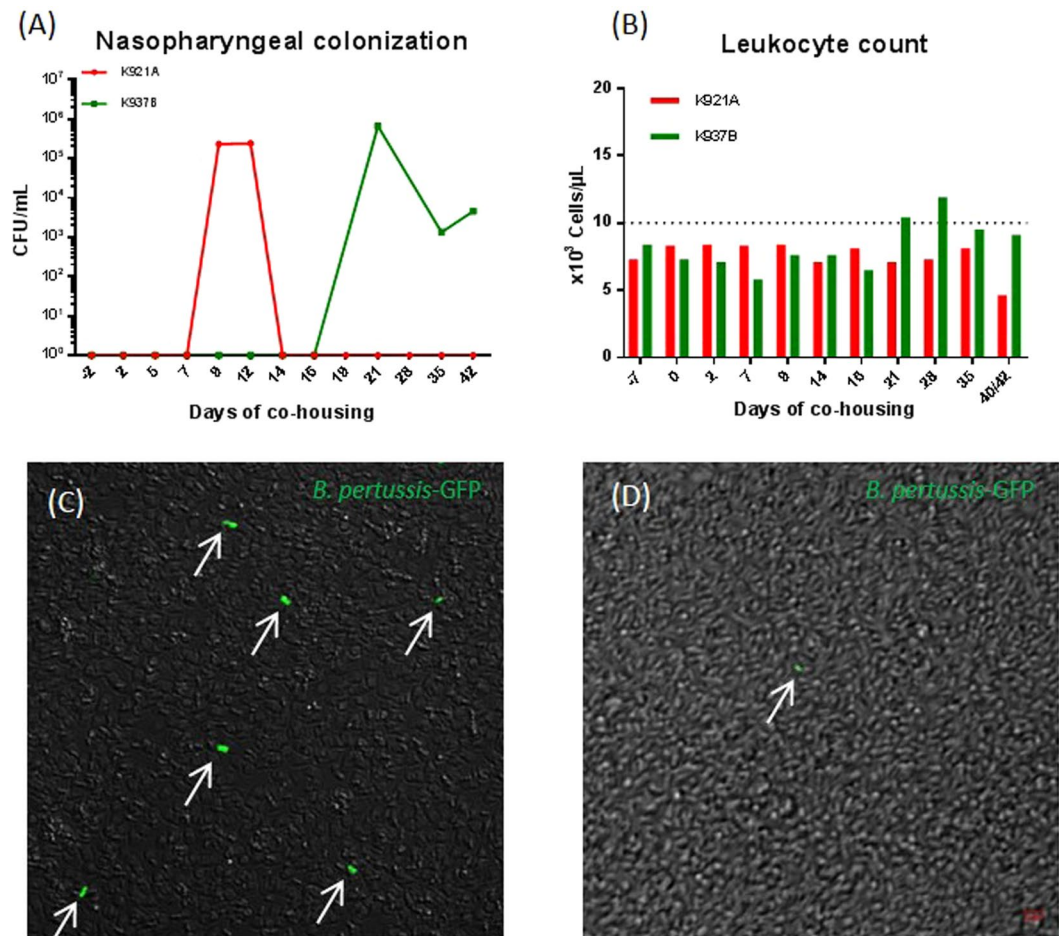 (A)
Nasopharyngeal colonization
K921A
K937B
CFU/mL
10⁷
10⁶
10⁵
10⁴
10³
10²
10¹
10⁰
-2 2 5 7 9 12 14 16 19 21 28 35 42
Days of co-housing
(B)
Leukocyte count
K921A
K937B
x10³ Cells/µL
20
15
10
5
0
-7 0 2 7 9 14 16 21 28 35 40/42
Days of co-housing
(C)
B. pertussis-GFP
(D)
B. pertussis-GFP